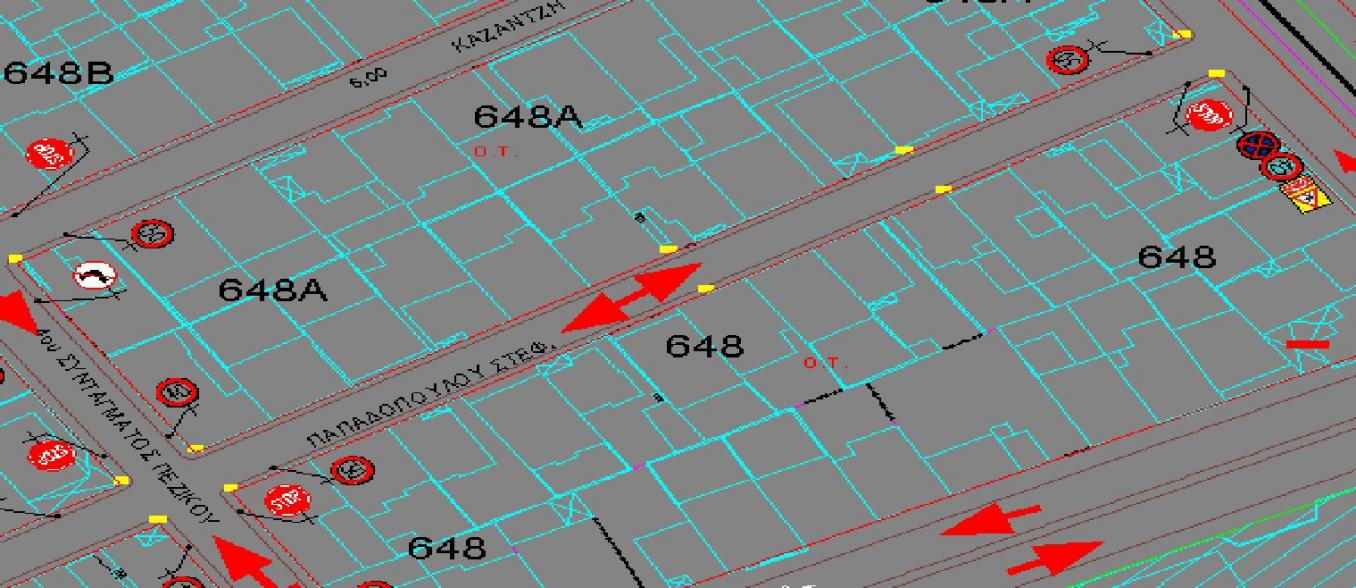 ΚΑΖΑΝΤΖΗ
648B
6,00
648A
Ο.Τ.
STOP
STOP
648
648A
4ου ΣΥΝΤΑΓΜΑΤΟΣ ΠΕΖΙΚΟΥ
ΠΑΠΑΔΟΠΟΥΛΟΥ ΣΤΕΦ.
648
Ο.Τ.
STOP
STOP
648